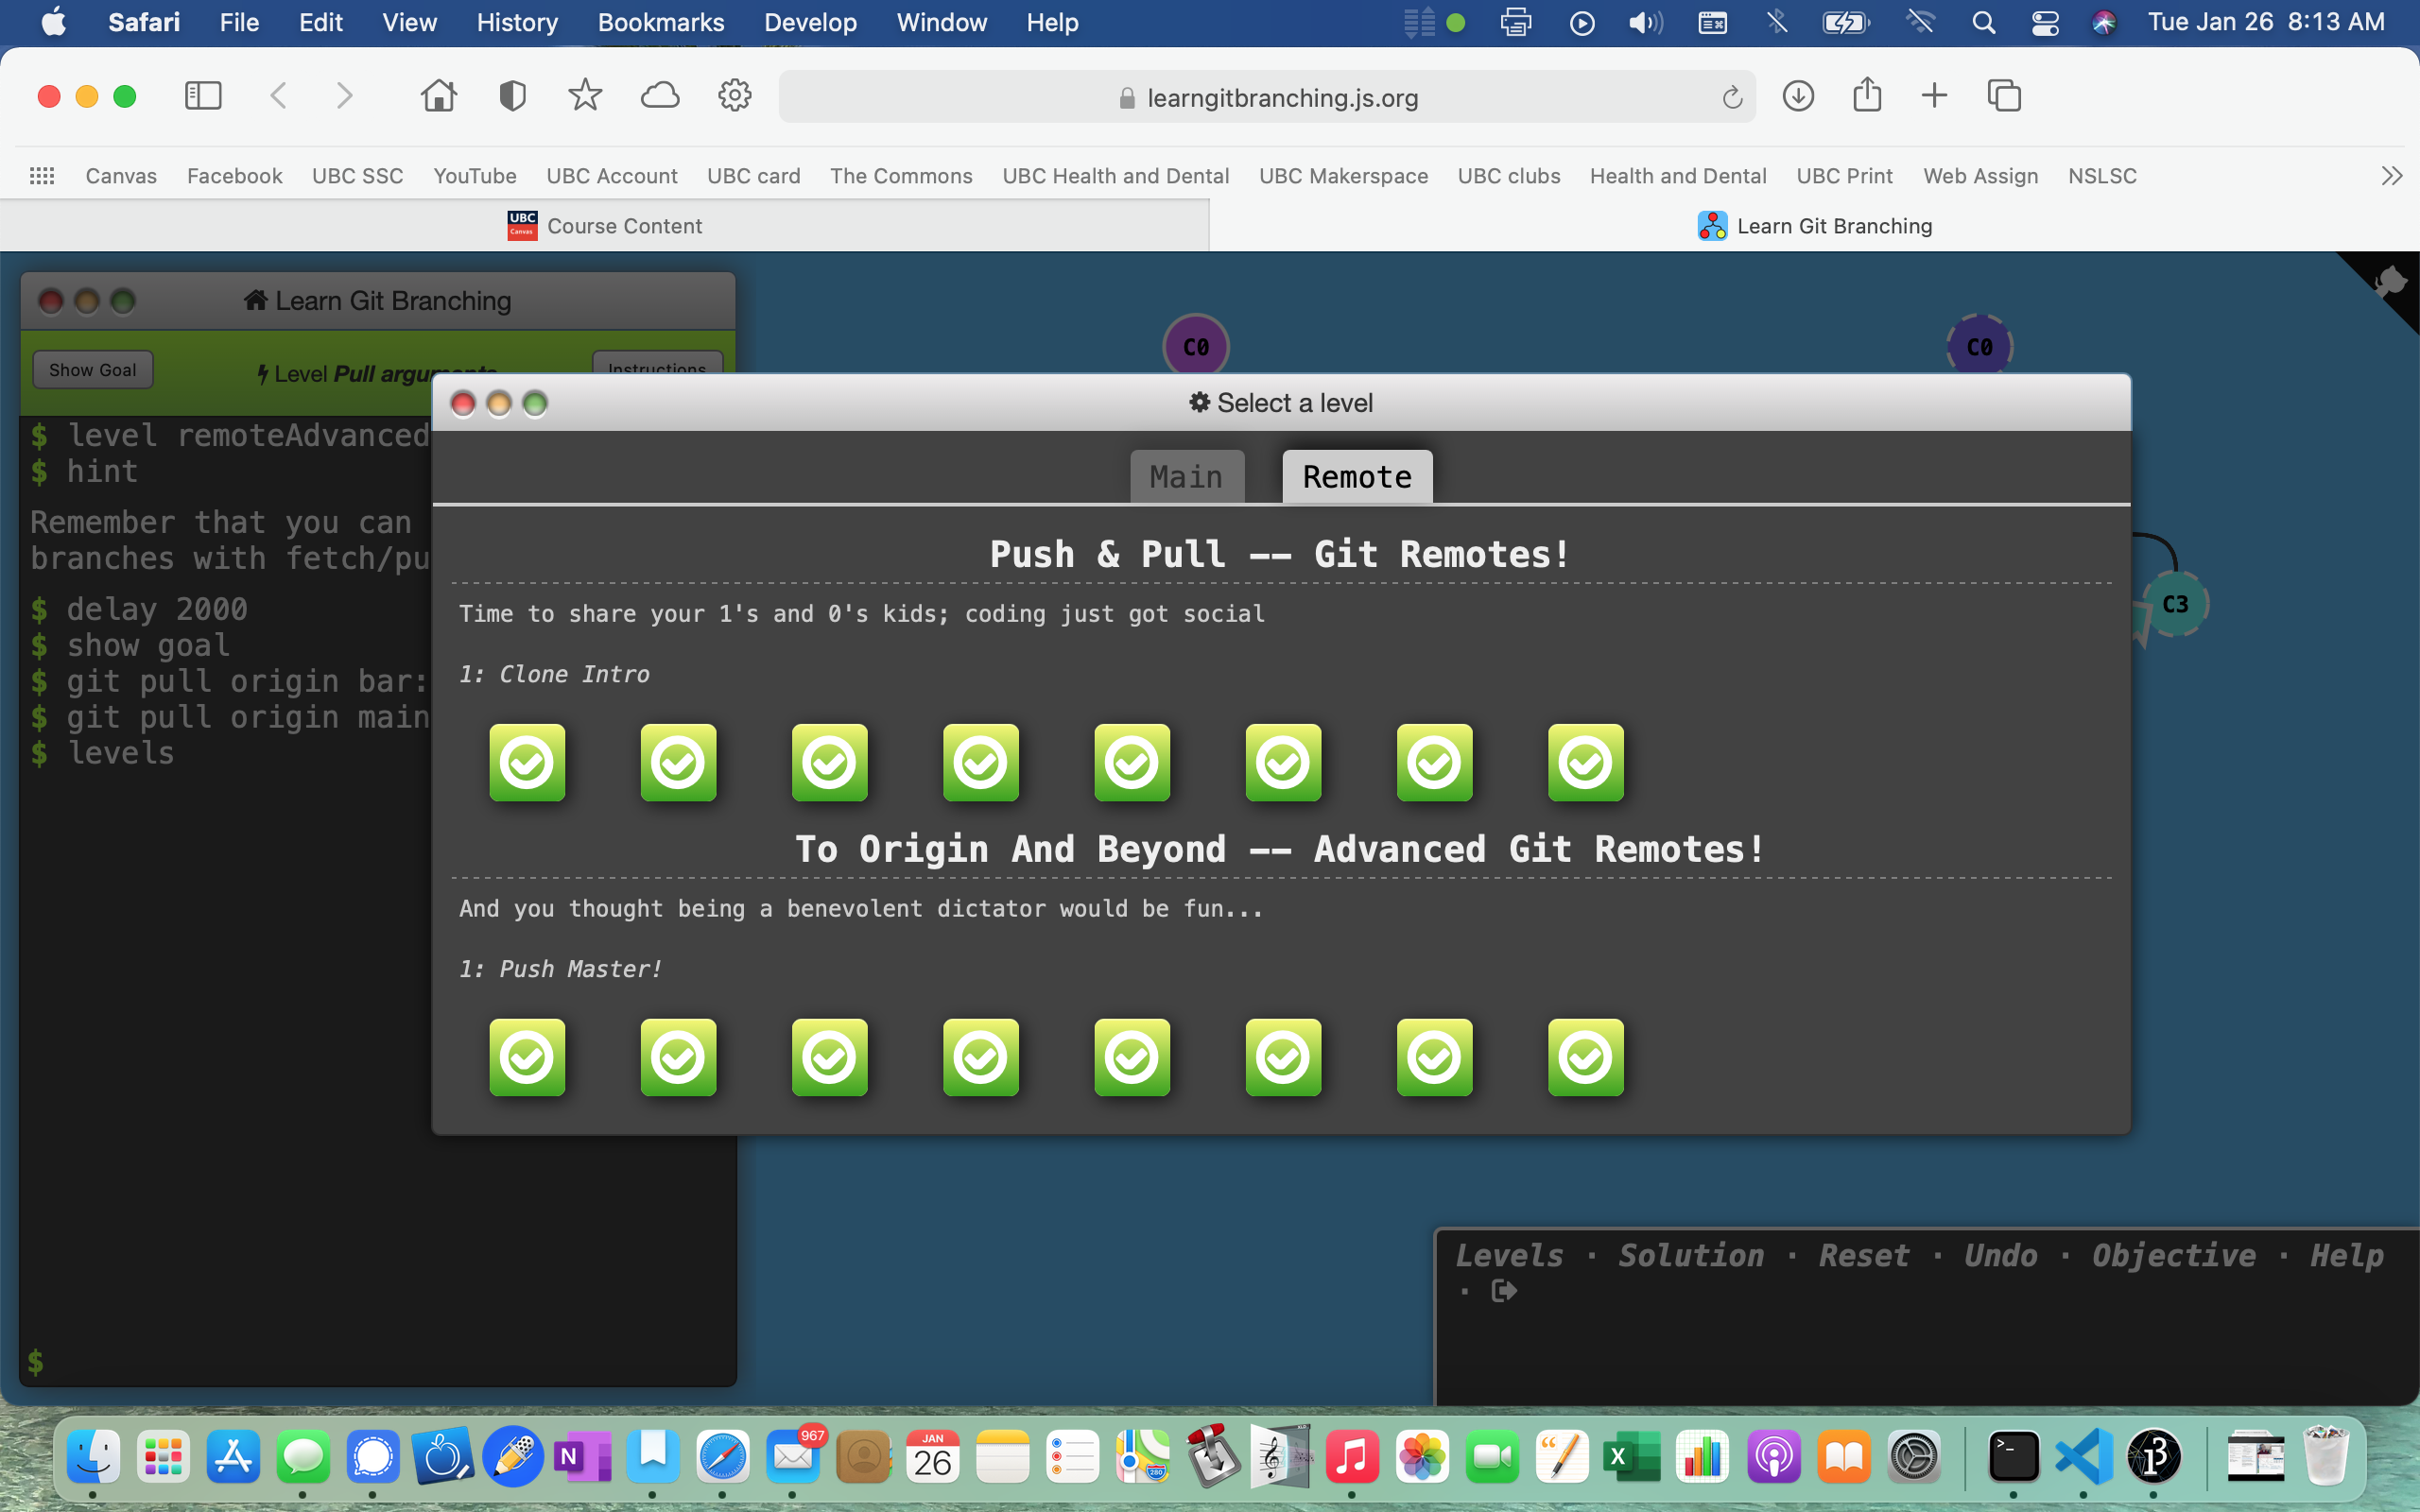 Safari File Edit View History Bookmarks Develop Window Help Tue Jan 26 8:13 AM
learngitbranching.js.org
Canvas Facebook UBC SSC YouTube UBC Account UBC card The Commons UBC Health and Dental UBC Makerspace UBC clubs Health and Dental UBC Print Web Assign NSLSC
UBC Canvas Course Content Learn Git Branching
Learn Git Branching
C0 C0
Show Goal Level Pull arguments Instructions
Select a level
$ level remoteAdvanced
$ hint
Remember that you can
branches with fetch/pu
$ delay 2000
$ show goal
$ git pull origin bar:
$ git pull origin main
$ levels
$
Main Remote
Push & Pull -- Git Remotes!
Time to share your 1's and 0's kids; coding just got social
1: Clone Intro
To Origin And Beyond -- Advanced Git Remotes!
And you thought being a benevolent dictator would be fun...
1: Push Master!
C3
Levels · Solution · Reset · Undo · Objective · Help
·
967
JAN
26
N
X
280
>_